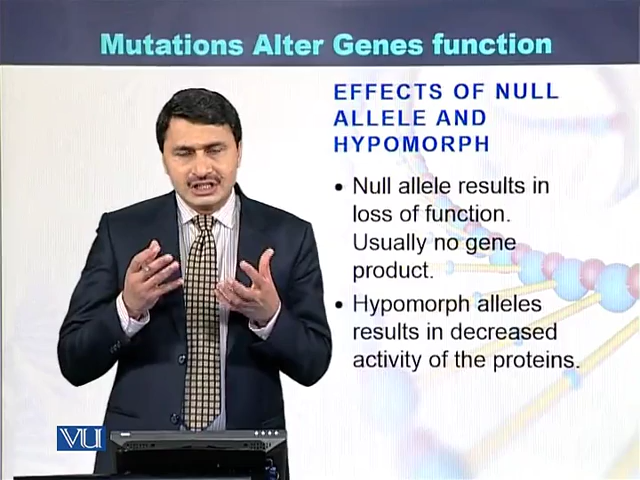 Mutations Alter Genes function
EFFECTS OF NULL
ALLELE AND
HYPOMORPH
• Null allele results in
loss of function.
Usually no gene
product.
• Hypomorph alleles
results in decreased
activity of the proteins.
VU